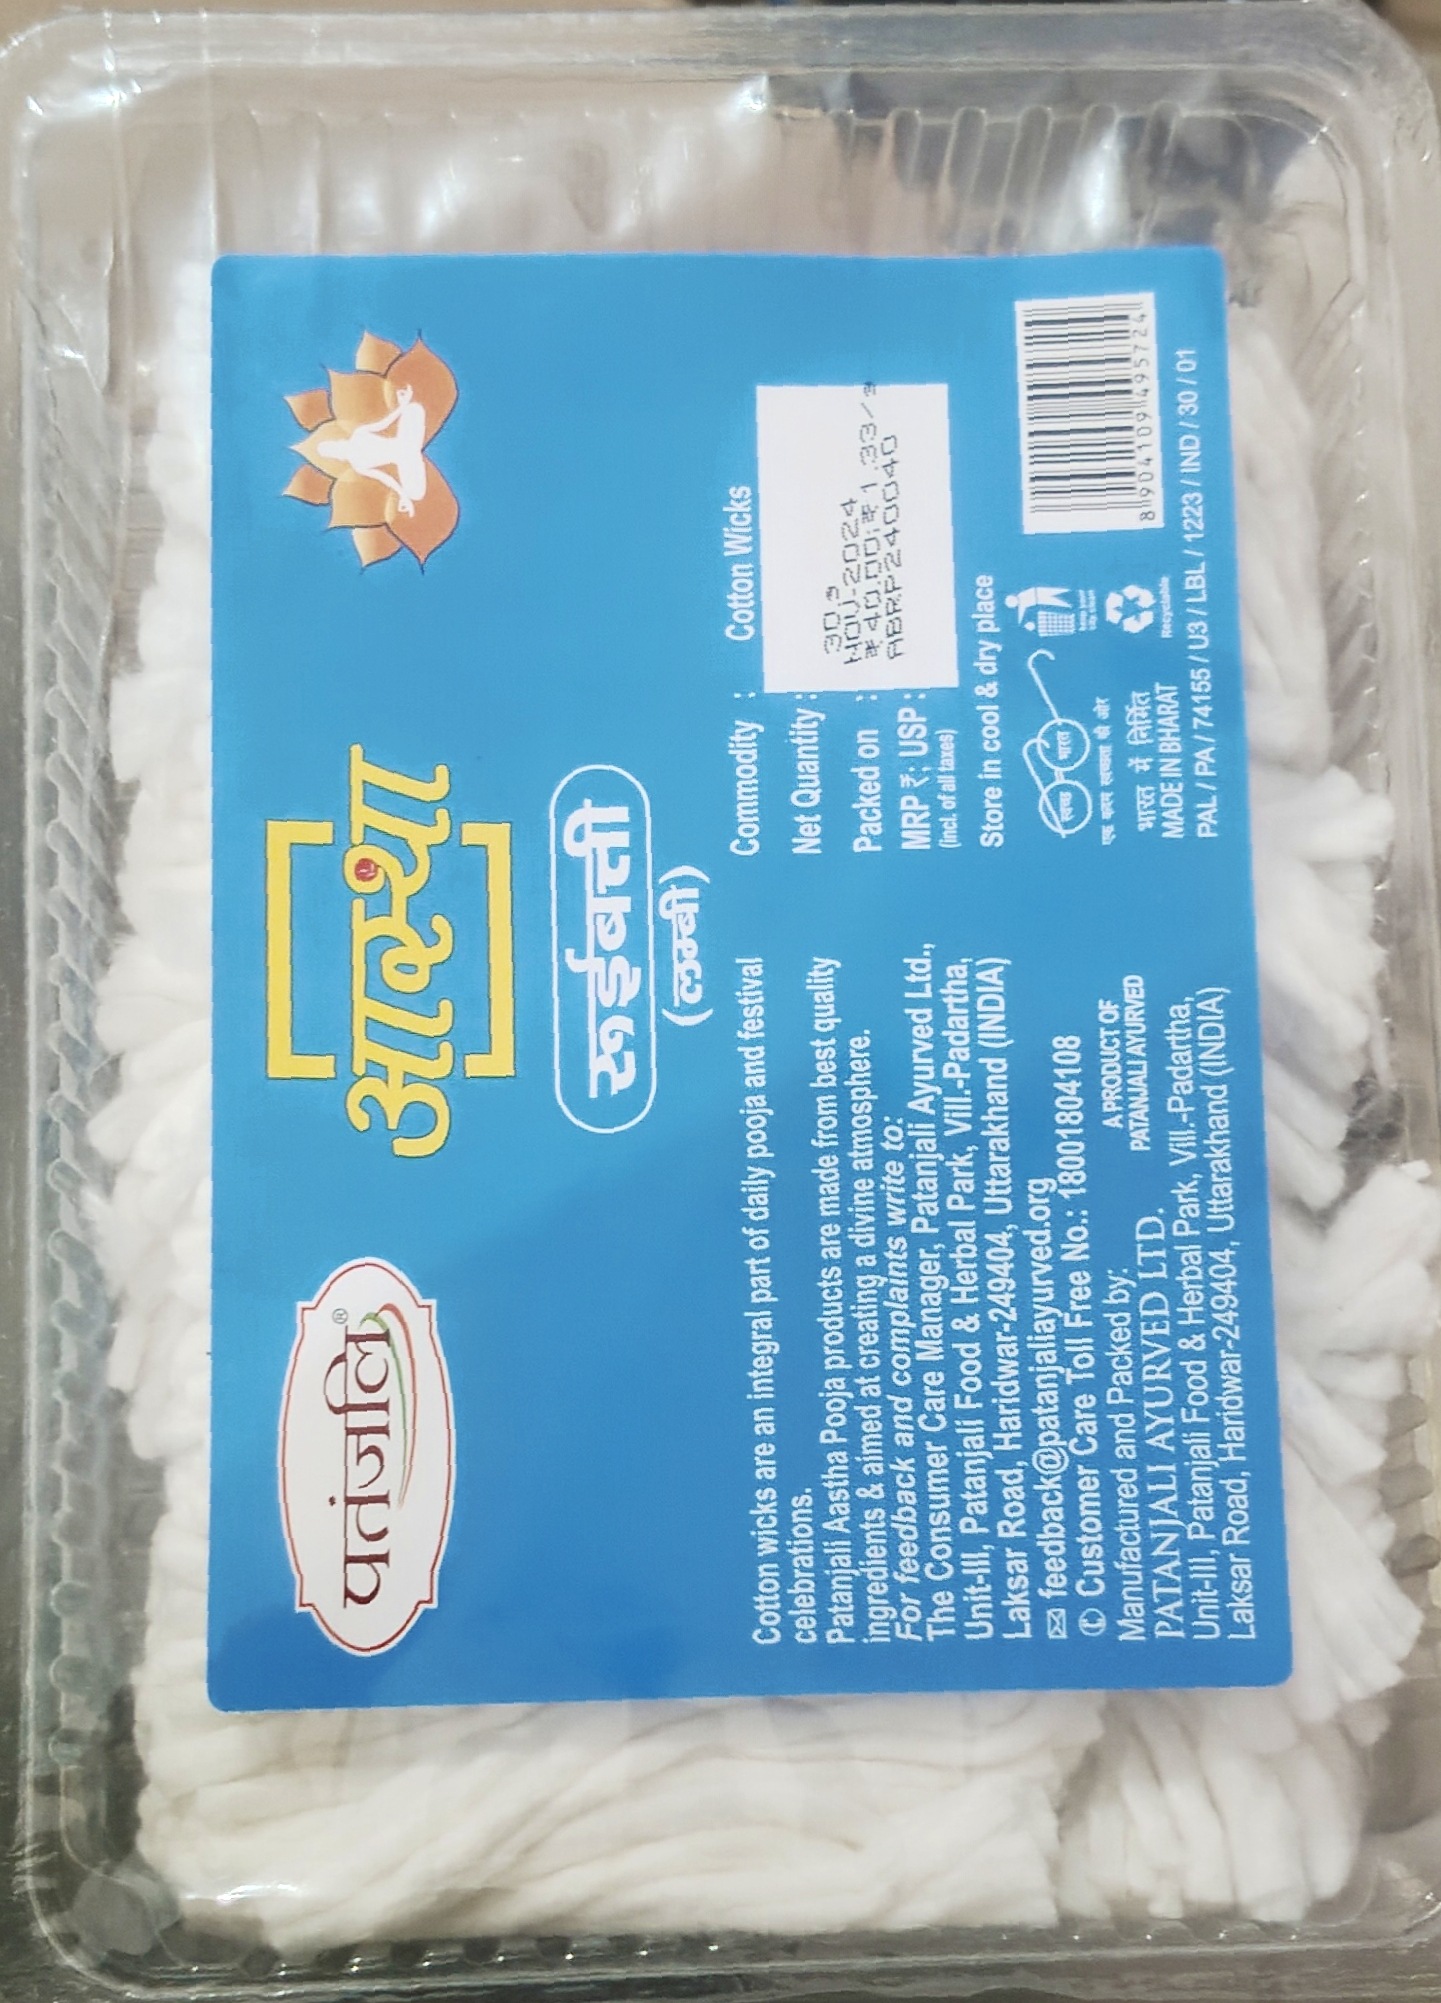 पतंजलि®
आस्था
रूईबत्ती
(लम्बी)
Cotton wicks are an integral part of daily pooja and festival
celebrations.
Patanjali Aastha Pooja products are made from best quality
ingredients & aimed at creating a divine atmosphere.
For feedback and complaints write to:
The Consumer Care Manager, Patanjali Ayurved Ltd.,
Unit-III, Patanjali Food & Herbal Park, Vill.-Padartha,
Laksar Road, Haridwar-249404, Uttarakhand (INDIA)
feedback@patanjaliayurved.org
Customer Care Toll Free No.: 18001804108
Manufactured and Packed by:
PATANJALI AYURVED LTD.
Unit-III, Patanjali Food & Herbal Park, Vill.-Padartha,
Laksar Road, Haridwar-249404, Uttarakhand (INDIA)
A PRODUCT OF
PATANJALI AYURVED
Commodity : Cotton Wicks
Net Quantity : 30
Packed on : NOV-2024
MRP ₹; USP : ₹40.00;₹1.33/g
(incl. of all taxes)
ABRP240040
Store in cool & dry place
स्वच्छ भारत
एक कदम स्वच्छता की ओर
Recyclable
भारत में निर्मित
MADE IN BHARAT
8904109495724
PAL / PA / 74155 / U3 / LBL / 1223 / IND / 30 / 01